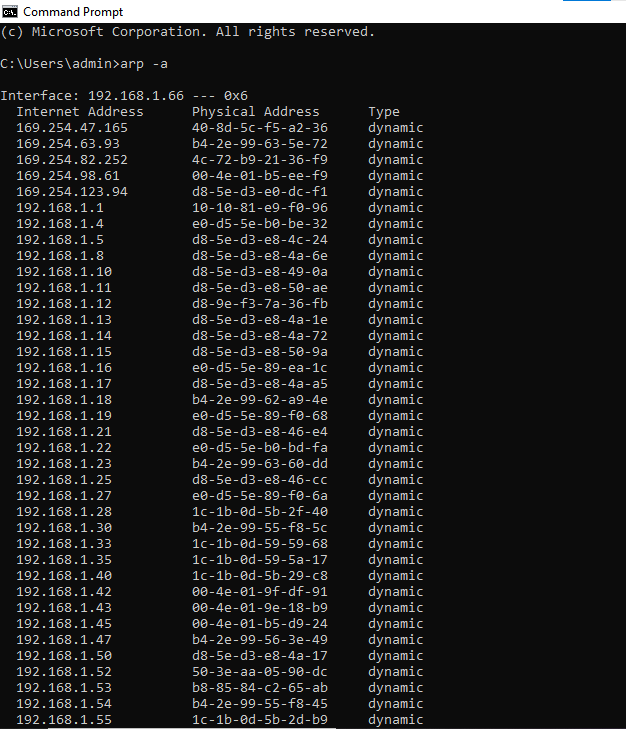 Command Prompt
(c) Microsoft Corporation. All rights reserved.
C:\Users\admin>arp -a
Interface: 192.168.1.66 --- 0x6
Internet Address Physical Address Type
169.254.47.165 40-8d-5c-f5-a2-36 dynamic
169.254.63.93 b4-2e-99-63-5e-72 dynamic
169.254.82.252 4c-72-b9-21-36-f9 dynamic
169.254.98.61 00-4e-01-b5-ee-f9 dynamic
169.254.123.94 d8-5e-d3-e0-dc-f1 dynamic
192.168.1.1 10-10-81-e9-f0-96 dynamic
192.168.1.4 e0-d5-5e-b0-be-32 dynamic
192.168.1.5 d8-5e-d3-e8-4c-24 dynamic
192.168.1.8 d8-5e-d3-e8-4a-6e dynamic
192.168.1.10 d8-5e-d3-e8-49-0a dynamic
192.168.1.11 d8-5e-d3-e8-50-ae dynamic
192.168.1.12 d8-9e-f3-7a-36-fb dynamic
192.168.1.13 d8-5e-d3-e8-4a-1e dynamic
192.168.1.14 d8-5e-d3-e8-4a-72 dynamic
192.168.1.15 d8-5e-d3-e8-50-9a dynamic
192.168.1.16 e0-d5-5e-89-ea-1c dynamic
192.168.1.17 d8-5e-d3-e8-4a-a5 dynamic
192.168.1.18 b4-2e-99-62-a9-4e dynamic
192.168.1.19 e0-d5-5e-89-f0-68 dynamic
192.168.1.21 d8-5e-d3-e8-46-e4 dynamic
192.168.1.22 e0-d5-5e-b0-bd-fa dynamic
192.168.1.23 b4-2e-99-63-60-dd dynamic
192.168.1.25 d8-5e-d3-e8-46-cc dynamic
192.168.1.27 e0-d5-5e-89-f0-6a dynamic
192.168.1.28 1c-1b-0d-5b-2f-40 dynamic
192.168.1.30 b4-2e-99-55-f8-5c dynamic
192.168.1.33 1c-1b-0d-59-59-68 dynamic
192.168.1.35 1c-1b-0d-59-5a-17 dynamic
192.168.1.40 1c-1b-0d-5b-29-c8 dynamic
192.168.1.42 00-4e-01-9f-df-91 dynamic
192.168.1.43 00-4e-01-9e-18-b9 dynamic
192.168.1.45 00-4e-01-b5-d9-24 dynamic
192.168.1.47 b4-2e-99-56-3e-49 dynamic
192.168.1.50 d8-5e-d3-e8-4a-17 dynamic
192.168.1.52 50-3e-aa-05-90-dc dynamic
192.168.1.53 b8-85-84-c2-65-ab dynamic
192.168.1.54 b4-2e-99-55-f8-45 dynamic
192.168.1.55 1c-1b-0d-5b-2d-b9 dynamic